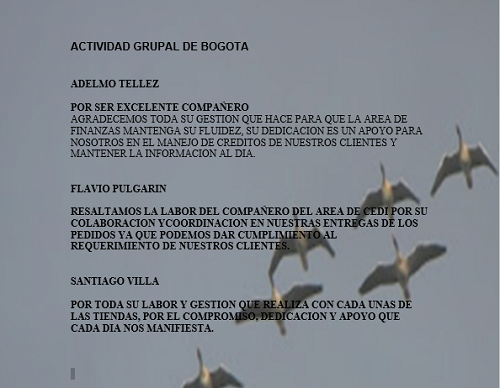 ACTIVIDAD GRUPAL DE BOGOTA
ADELMO TELLEZ
POR SER EXCELENTE COMPAÑERO
AGRADECEMOS TODA SU GESTION QUE HACE PARA QUE LA AREA DE
FINANZAS MANTENGA SU FLUIDEZ, SU DEDICACION ES UN APOYO PARA
NOSOTROS EN EL MANEJO DE CREDITOS DE NUESTROS CLIENTES Y
MANTENER LA INFORMACION AL DIA.
FLAVIO PULGARIN
RESALTAMOS LA LABOR DEL COMPAÑERO DEL AREA DE CEDI POR SU
COLABORACION YCOORDINACION EN NUESTRAS ENTREGAS DE LOS
PEDIDOS YA QUE PODEMOS DAR CUMPLIMIENTO AL
REQUERIMIENTO DE NUESTROS CLIENTES.
SANTIAGO VILLA
POR TODA SU LABOR Y GESTION QUE REALIZA CON CADA UNAS DE
LAS TIENDAS, POR EL COMPROMISO, DEDICACION Y APOYO QUE
CADA DIA NOS MANIFIESTA.